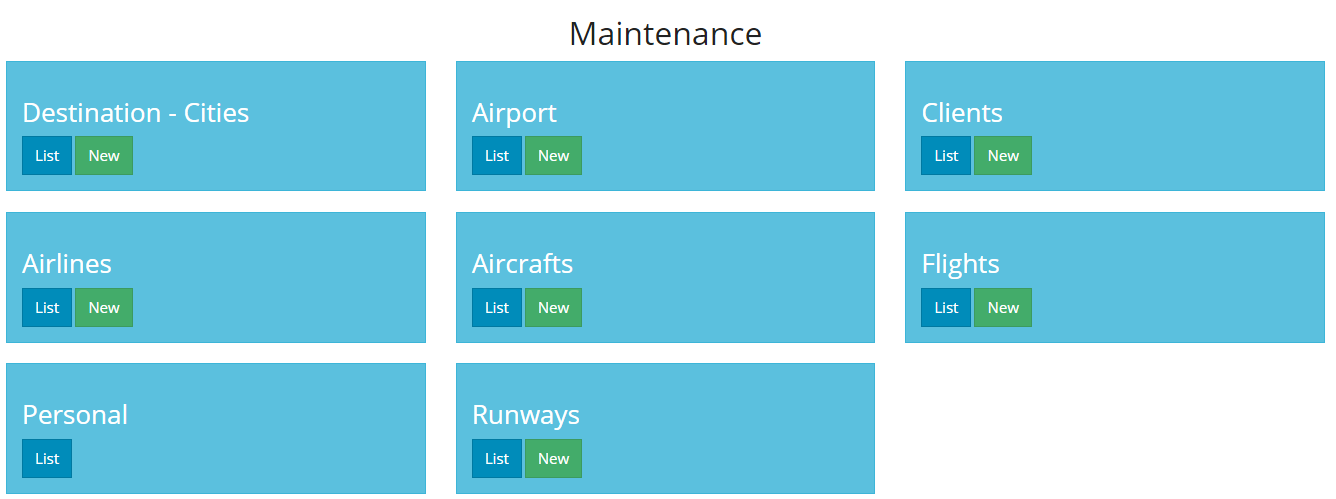 Maintenance
Destination - Cities
List New
Airport
List New
Clients
List New
Airlines
List New
Aircrafts
List New
Flights
List New
Personal
List
Runways
List New